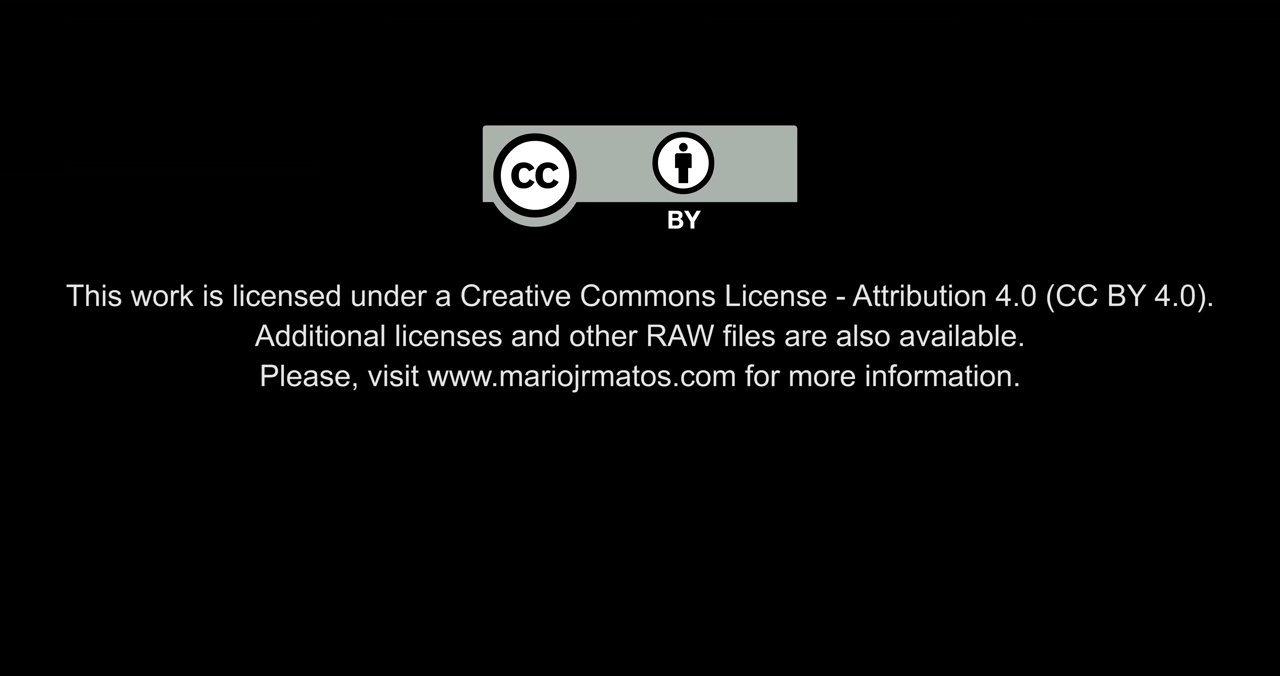 CC
BY
This work is licensed under a Creative Commons License - Attribution 4.0 (CC BY 4.0).
Additional licenses and other RAW files are also available.
Please, visit www.mariojrmatos.com for more information.